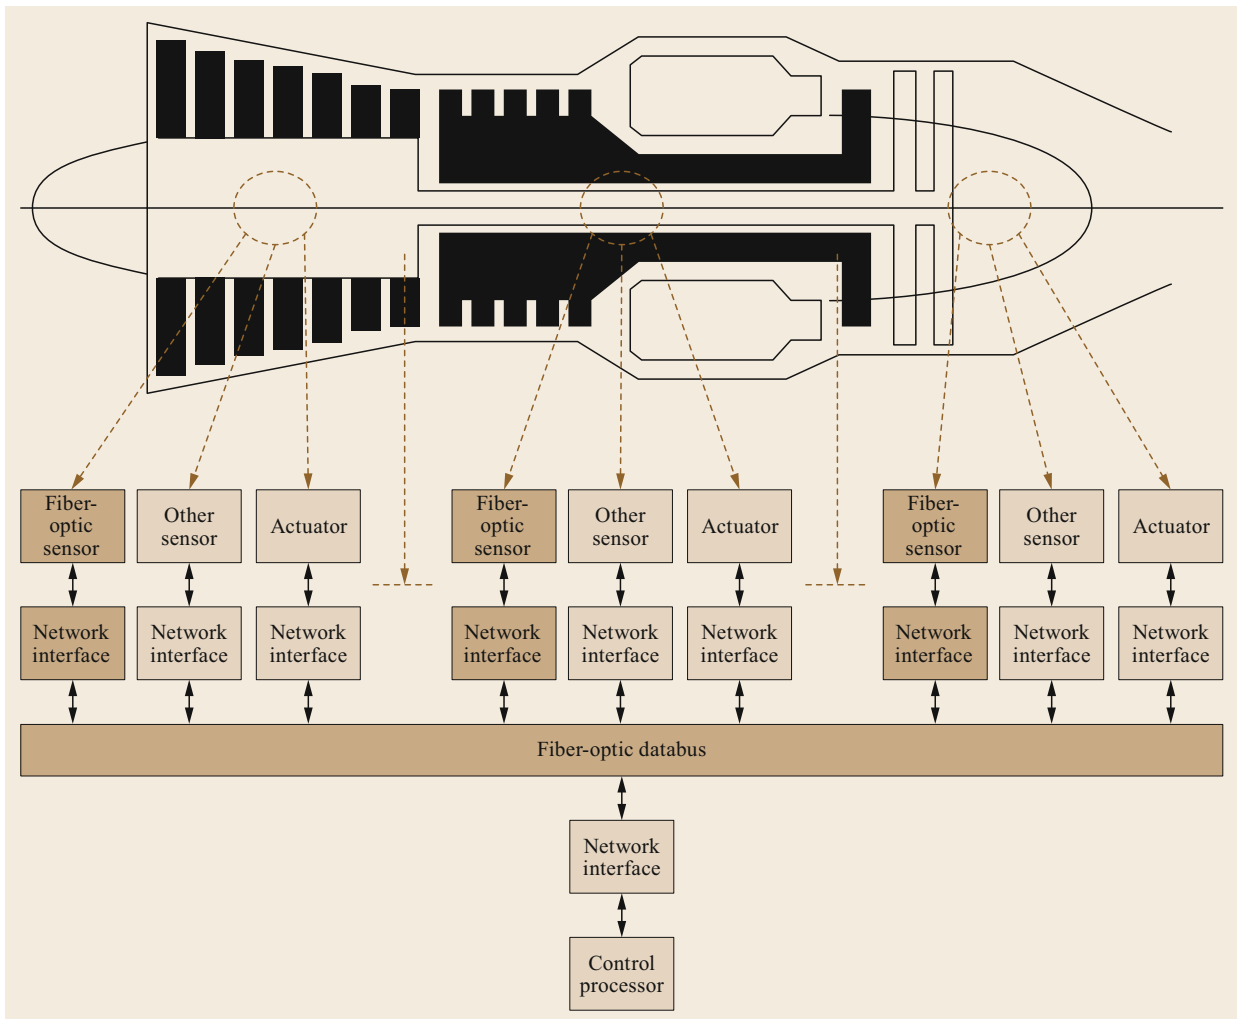 Fiber-
optic
sensor
Other
sensor
Actuator
Fiber-
optic
sensor
Other
sensor
Actuator
Fiber-
optic
sensor
Other
sensor
Actuator
Network
interface
Network
interface
Network
interface
Network
interface
Network
interface
Network
interface
Network
interface
Network
interface
Network
interface
Fiber-optic databus
Network
interface
Control
processor